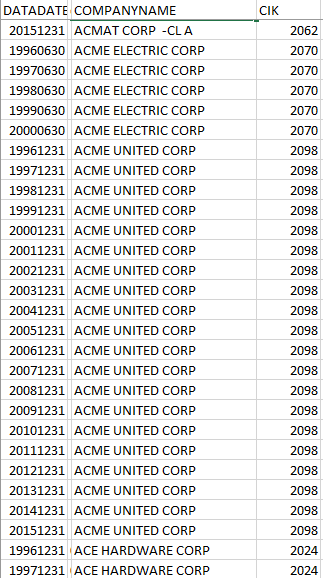 DATADATE COMPANYNAME CIK
20151231 ACMAT CORP -CL A 2062
19960630 ACME ELECTRIC CORP 2070
19970630 ACME ELECTRIC CORP 2070
19980630 ACME ELECTRIC CORP 2070
19990630 ACME ELECTRIC CORP 2070
20000630 ACME ELECTRIC CORP 2070
19961231 ACME UNITED CORP 2098
19971231 ACME UNITED CORP 2098
19981231 ACME UNITED CORP 2098
19991231 ACME UNITED CORP 2098
20001231 ACME UNITED CORP 2098
20011231 ACME UNITED CORP 2098
20021231 ACME UNITED CORP 2098
20031231 ACME UNITED CORP 2098
20041231 ACME UNITED CORP 2098
20051231 ACME UNITED CORP 2098
20061231 ACME UNITED CORP 2098
20071231 ACME UNITED CORP 2098
20081231 ACME UNITED CORP 2098
20091231 ACME UNITED CORP 2098
20101231 ACME UNITED CORP 2098
20111231 ACME UNITED CORP 2098
20121231 ACME UNITED CORP 2098
20131231 ACME UNITED CORP 2098
20141231 ACME UNITED CORP 2098
20151231 ACME UNITED CORP 2098
19961231 ACE HARDWARE CORP 2024
19971231 ACE HARDWARE CORP 2024